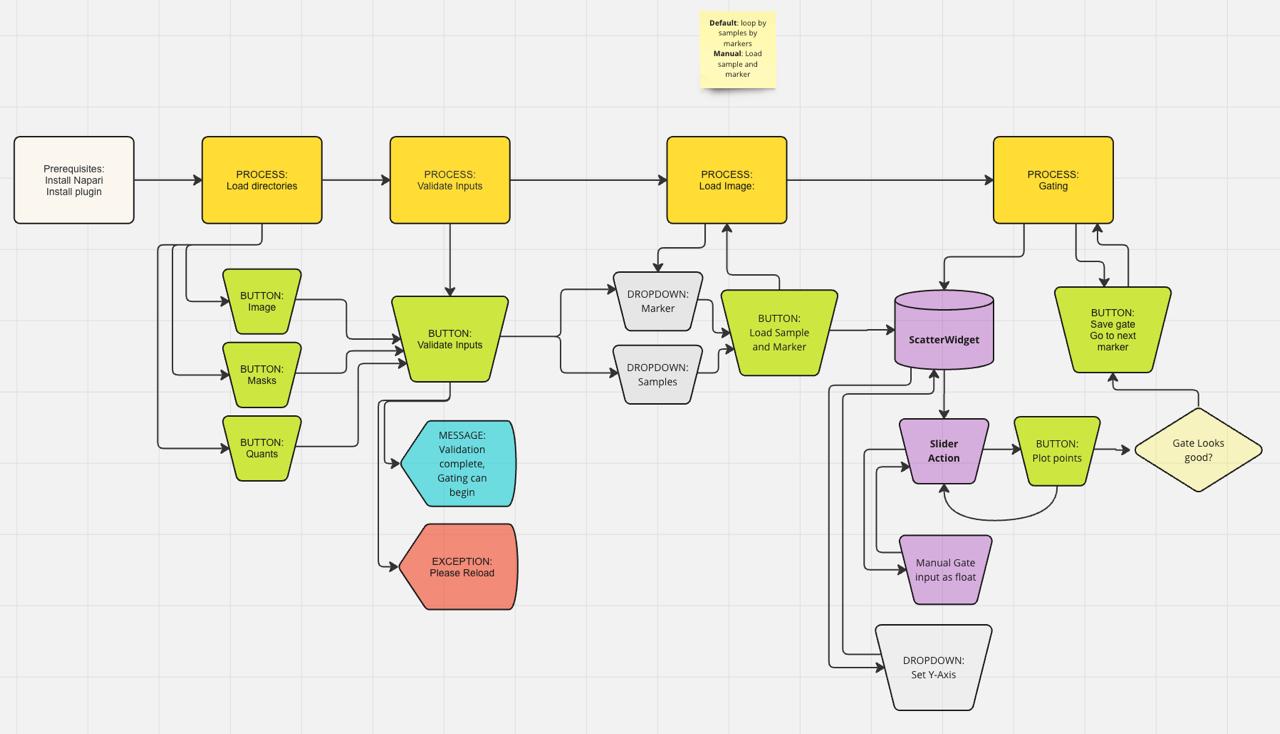 Default: loop by
samples by
markers
Manual: Load
sample and
marker
Prerequisites:
Install Napari
Install plugin
PROCESS:
Load directories
PROCESS:
Validate Inputs
PROCESS:
Load Image:
PROCESS:
Gating
BUTTON:
Image
BUTTON:
Masks
BUTTON:
Quants
BUTTON:
Validate Inputs
MESSAGE:
Validation
complete,
Gating can
begin
EXCEPTION:
Please Reload
DROPDOWN:
Marker
DROPDOWN:
Samples
BUTTON:
Load Sample
and Marker
ScatterWidget
BUTTON:
Save gate
Go to next
marker
Slider
Action
BUTTON:
Plot points
Gate Looks
good?
Manual Gate
input as float
DROPDOWN:
Set Y-Axis